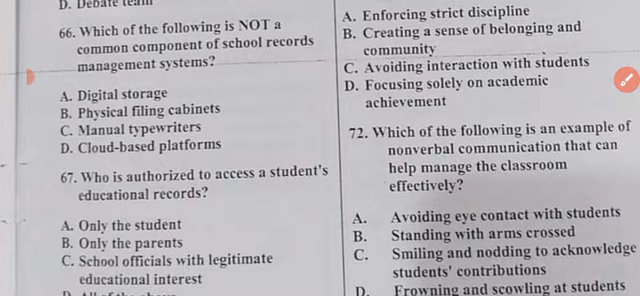 D. Debate team
66. Which of the following is NOT a
common component of school records
management systems?
A. Digital storage
B. Physical filing cabinets
C. Manual typewriters
D. Cloud-based platforms
67. Who is authorized to access a student's
educational records?
A. Only the student
B. Only the parents
C. School officials with legitimate
educational interest
D. All of the above
A. Enforcing strict discipline
B. Creating a sense of belonging and
community
C. Avoiding interaction with students
D. Focusing solely on academic
achievement
72. Which of the following is an example of
nonverbal communication that can
help manage the classroom
effectively?
A. Avoiding eye contact with students
B. Standing with arms crossed
C. Smiling and nodding to acknowledge
students' contributions
D. Frowning and scowling at students